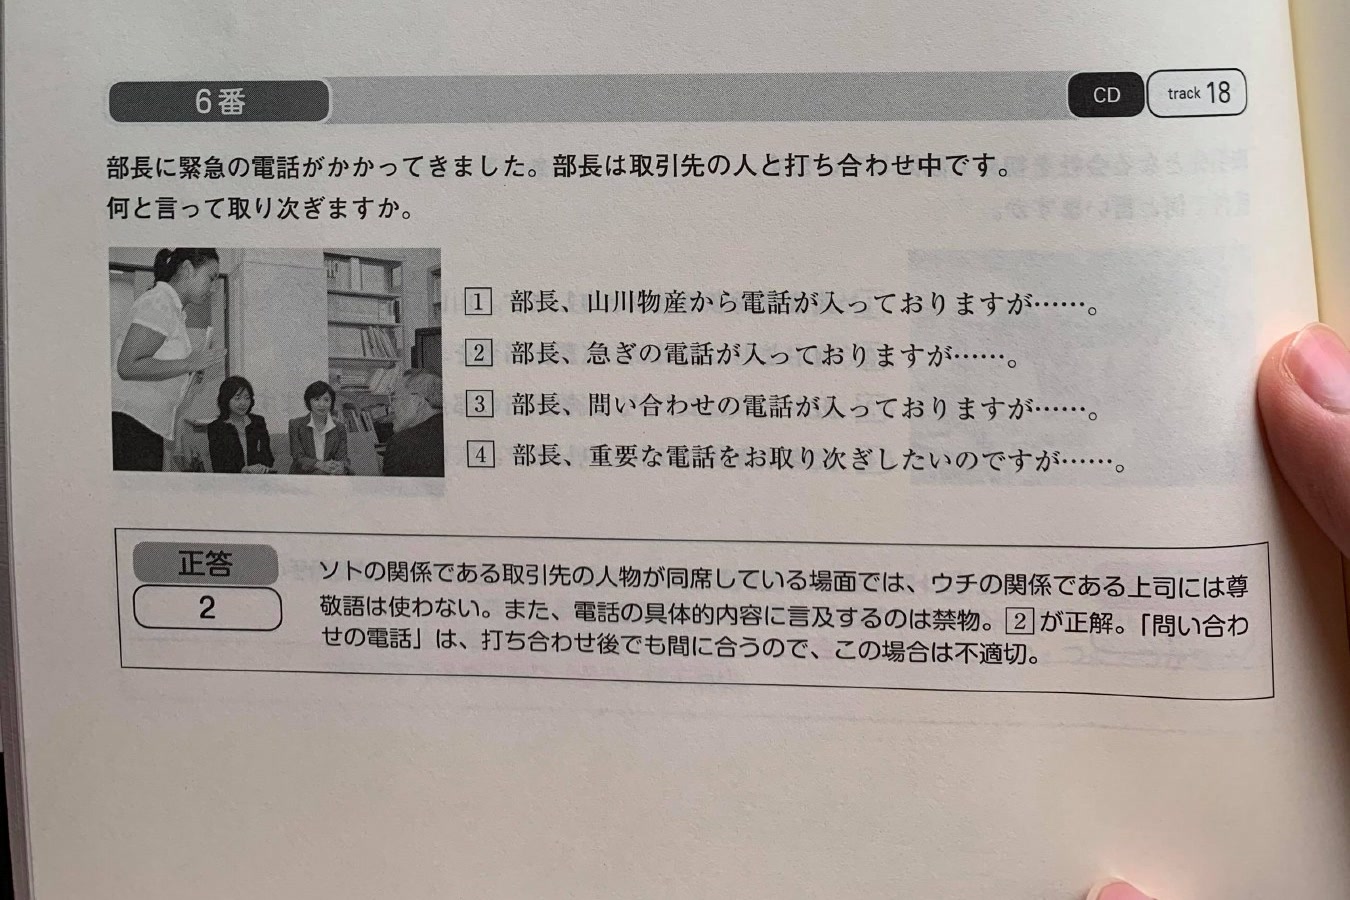 6番
CD
track 18
部長に緊急の電話がかかってきました。部長は取引先の人と打ち合わせ中です。
何と言って取り次ぎますか。
1 部長、山川物産から電話が入っておりますが……。
2 部長、急ぎの電話が入っておりますが……。
3 部長、問い合わせの電話が入っておりますが……。
4 部長、重要な電話をお取り次ぎしたいのですが……。
正答
2
ソトの関係である取引先の人物が同席している場面では、ウチの関係である上司には尊
敬語は使わない。また、電話の具体的内容に言及するのは禁物。2が正解。「問い合わ
せの電話」は、打ち合わせ後でも間に合うので、この場合は不適切。